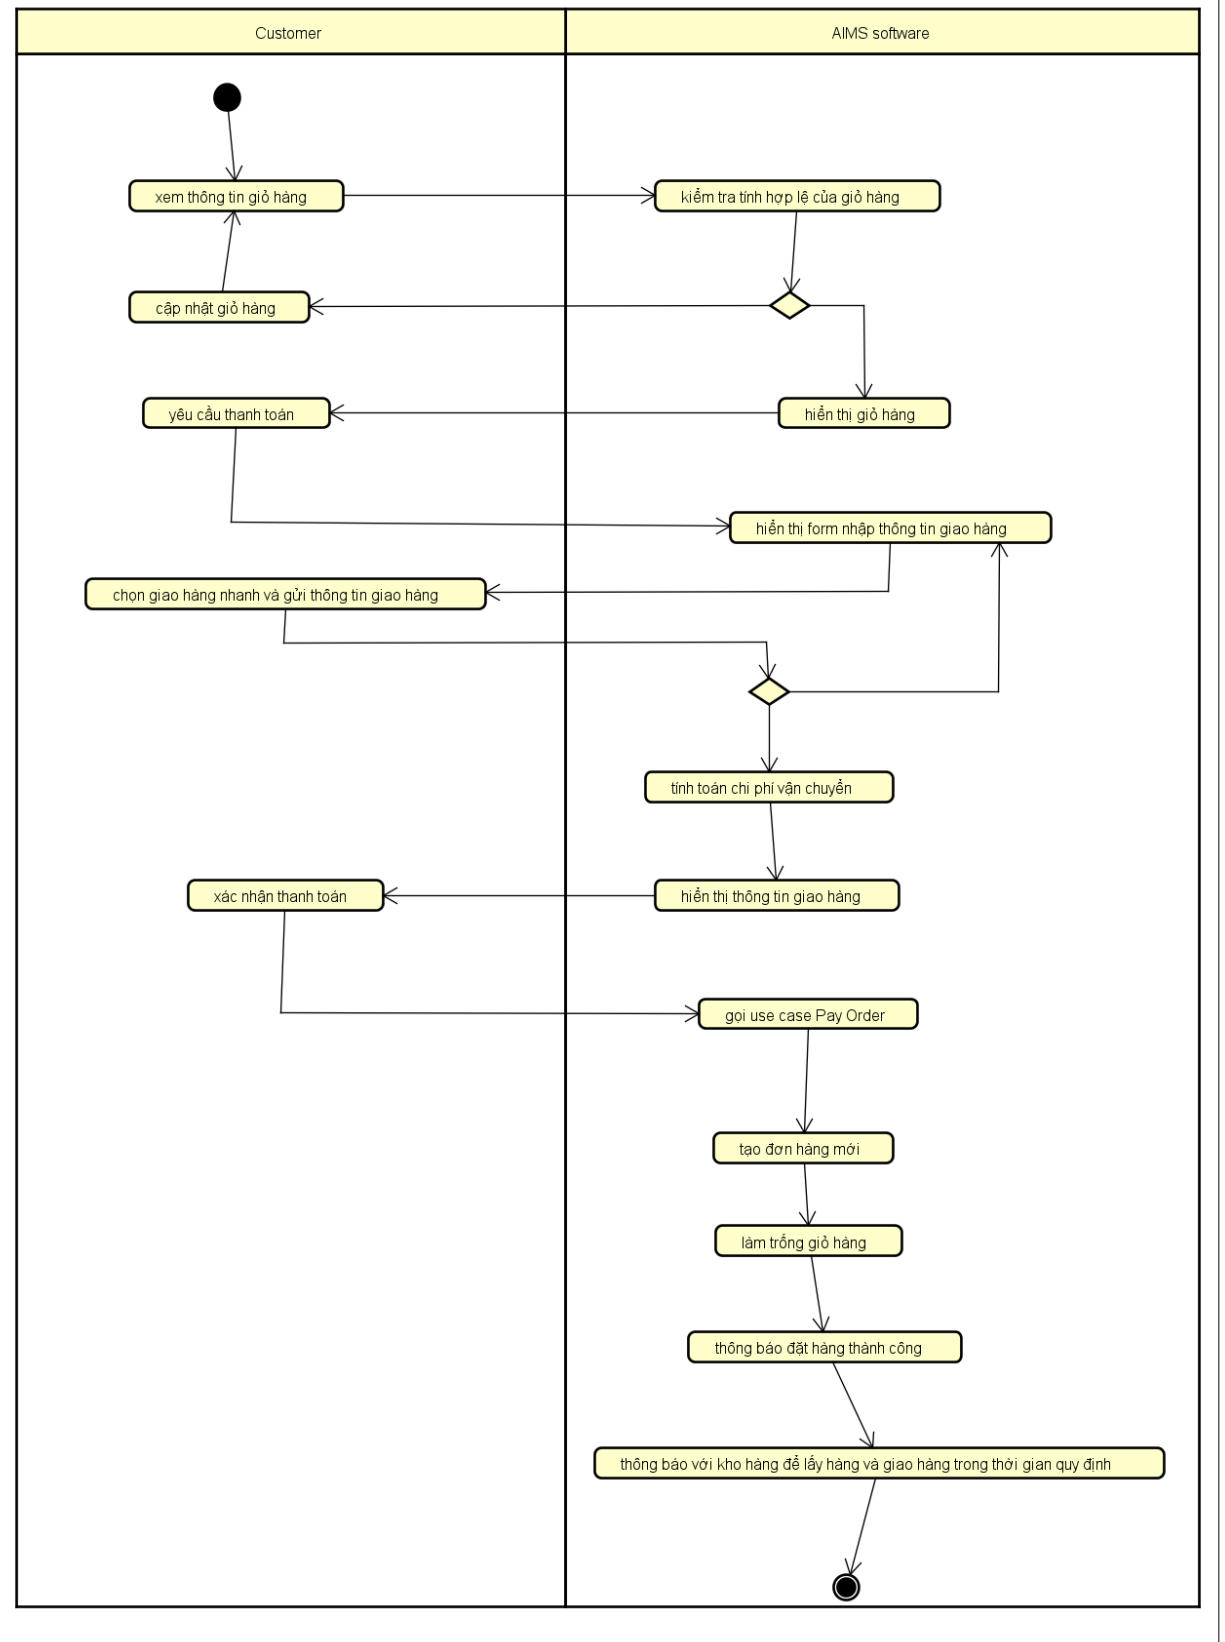 Customer
AIMS software
xem thông tin giỏ hàng
kiểm tra tính hợp lệ của giỏ hàng
cập nhật giỏ hàng
yêu cầu thanh toán
hiển thị giỏ hàng
hiển thị form nhập thông tin giao hàng
chọn giao hàng nhanh và gửi thông tin giao hàng
tính toán chi phí vận chuyển
xác nhận thanh toán
hiển thị thông tin giao hàng
gọi use case Pay Order
tạo đơn hàng mới
làm trống giỏ hàng
thông báo đặt hàng thành công
thông báo với kho hàng để lấy hàng và giao hàng trong thời gian quy định